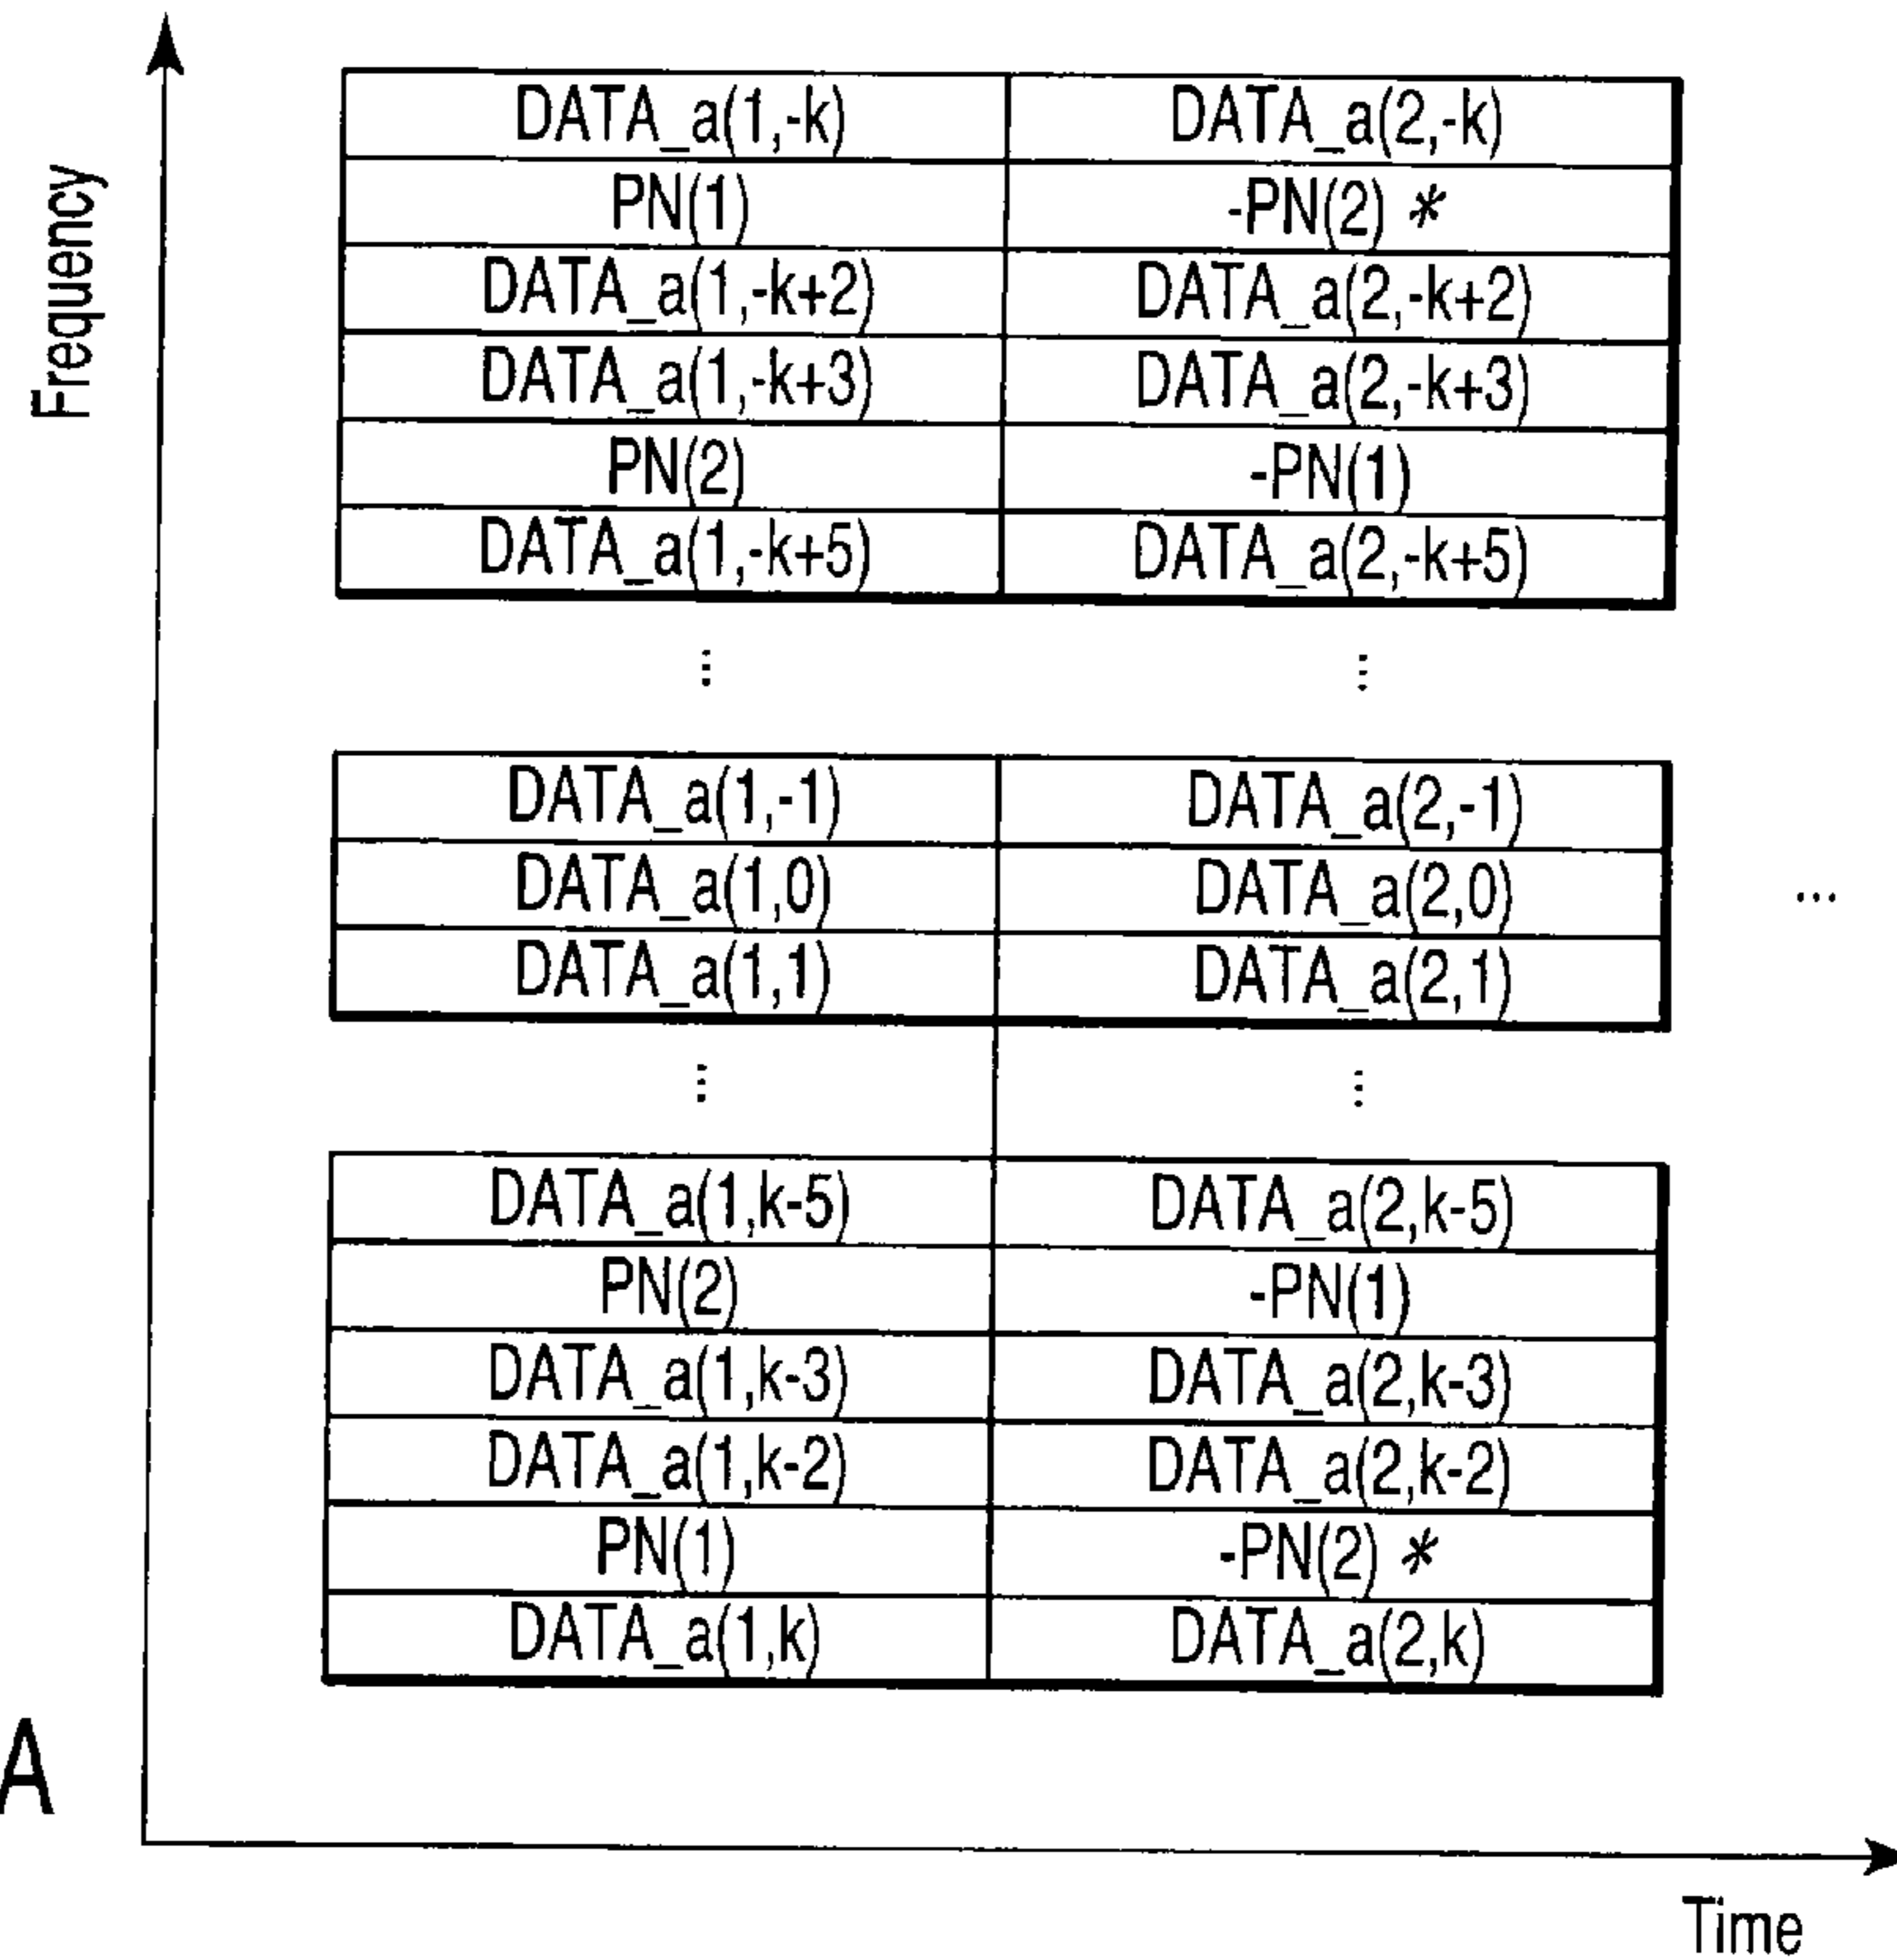 Frequency
DATA_a(1,-k) DATA_a(2,-k)
PN(1) -PN(2) *
DATA_a(1,-k+2) DATA_a(2,-k+2)
DATA_a(1,-k+3) DATA_a(2,-k+3)
PN(2) -PN(1)
DATA_a(1,-k+5) DATA_a(2,-k+5)
... ...
DATA_a(1,-1) DATA_a(2,-1)
DATA_a(1,0) DATA_a(2,0) ...
DATA_a(1,1) DATA_a(2,1)
... ...
DATA_a(1,k-5) DATA_a(2,k-5)
PN(2) -PN(1)
DATA_a(1,k-3) DATA_a(2,k-3)
DATA_a(1,k-2) DATA_a(2,k-2)
PN(1) -PN(2) *
DATA_a(1,k) DATA_a(2,k)
A
Time